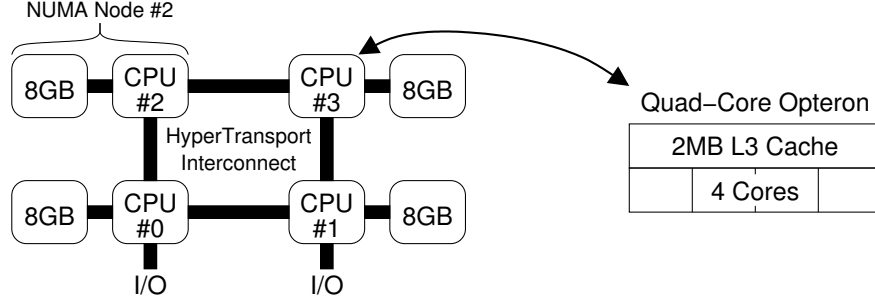 NUMA Node #2
8GB
CPU
#2
CPU
#3
8GB
HyperTransport
Interconnect
8GB
CPU
#0
CPU
#1
8GB
I/O
I/O
Quad−Core Opteron
2MB L3 Cache
4 Cores